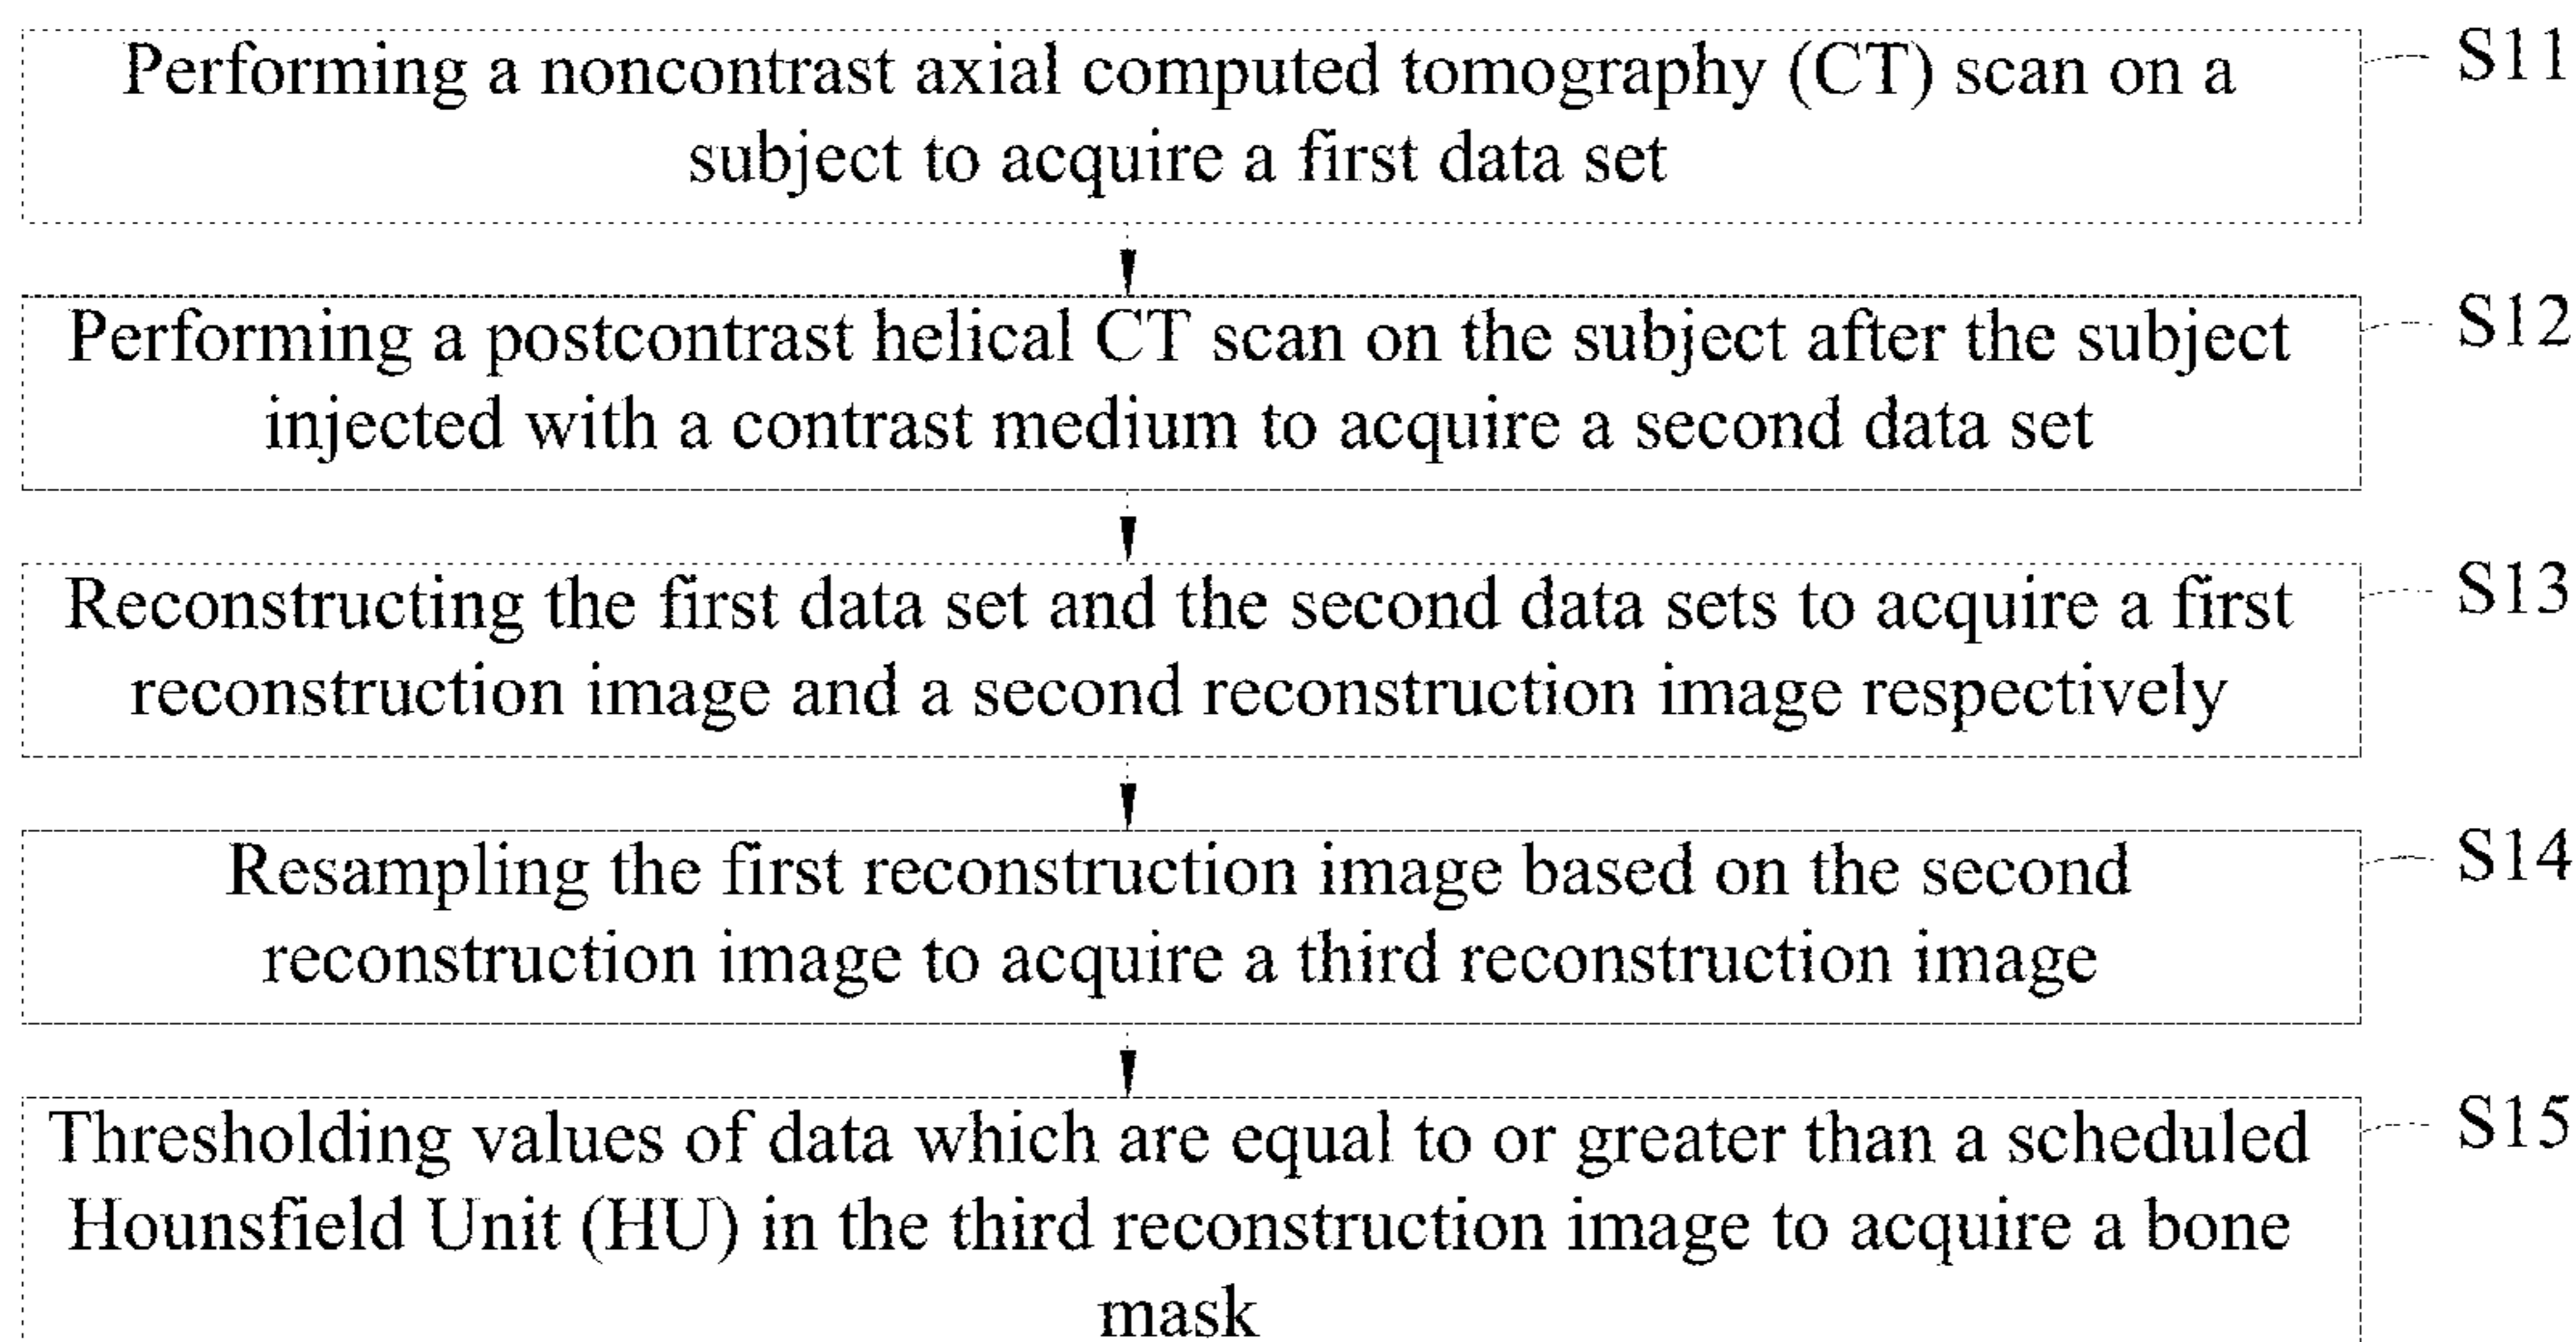 Performing a noncontrast axial computed tomography (CT) scan on a
subject to acquire a first data set
S11
Performing a postcontrast helical CT scan on the subject after the subject
injected with a contrast medium to acquire a second data set
S12
Reconstructing the first data set and the second data sets to acquire a first
reconstruction image and a second reconstruction image respectively
S13
Resampling the first reconstruction image based on the second
reconstruction image to acquire a third reconstruction image
S14
Thresholding values of data which are equal to or greater than a scheduled
Hounsfield Unit (HU) in the third reconstruction image to acquire a bone
mask
S15